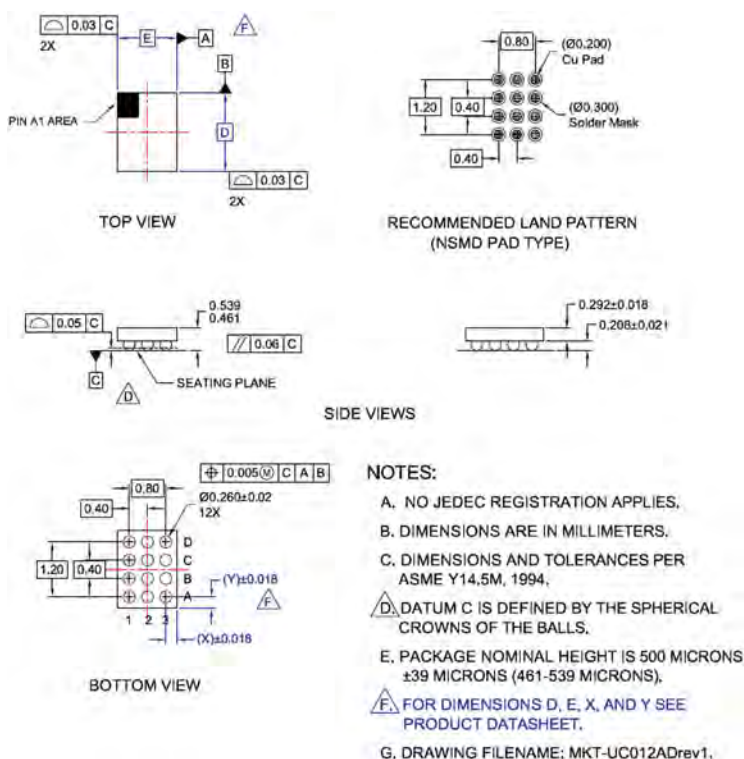 0.03 C
2X
E
A
F
B
PIN A1 AREA
D
0.03 C
2X
TOP VIEW
0.80
(Ø0.200)
Cu Pad
1.20
0.40
(Ø0.300)
Solder Mask
0.40
RECOMMENDED LAND PATTERN
(NSMD PAD TYPE)
0.05 C
0.539
0.461
// 0.06 C
C
D
SEATING PLANE
0.292±0.018
0.208±0.021
SIDE VIEWS
⌖ 0.005Ⓜ C A B
0.80
0.40
Ø0.260±0.02
12X
1.20
0.40
D
C
B
A
(Y)±0.018
F
1 2 3
(X)±0.018
BOTTOM VIEW
NOTES:
A. NO JEDEC REGISTRATION APPLIES.
B. DIMENSIONS ARE IN MILLIMETERS.
C. DIMENSIONS AND TOLERANCES PER
ASME Y14.5M, 1994.
D. DATUM C IS DEFINED BY THE SPHERICAL
CROWNS OF THE BALLS.
E. PACKAGE NOMINAL HEIGHT IS 500 MICRONS
±39 MICRONS (461-539 MICRONS).
F. FOR DIMENSIONS D, E, X, AND Y SEE
PRODUCT DATASHEET.
G. DRAWING FILENAME: MKT-UC012ADrev1.